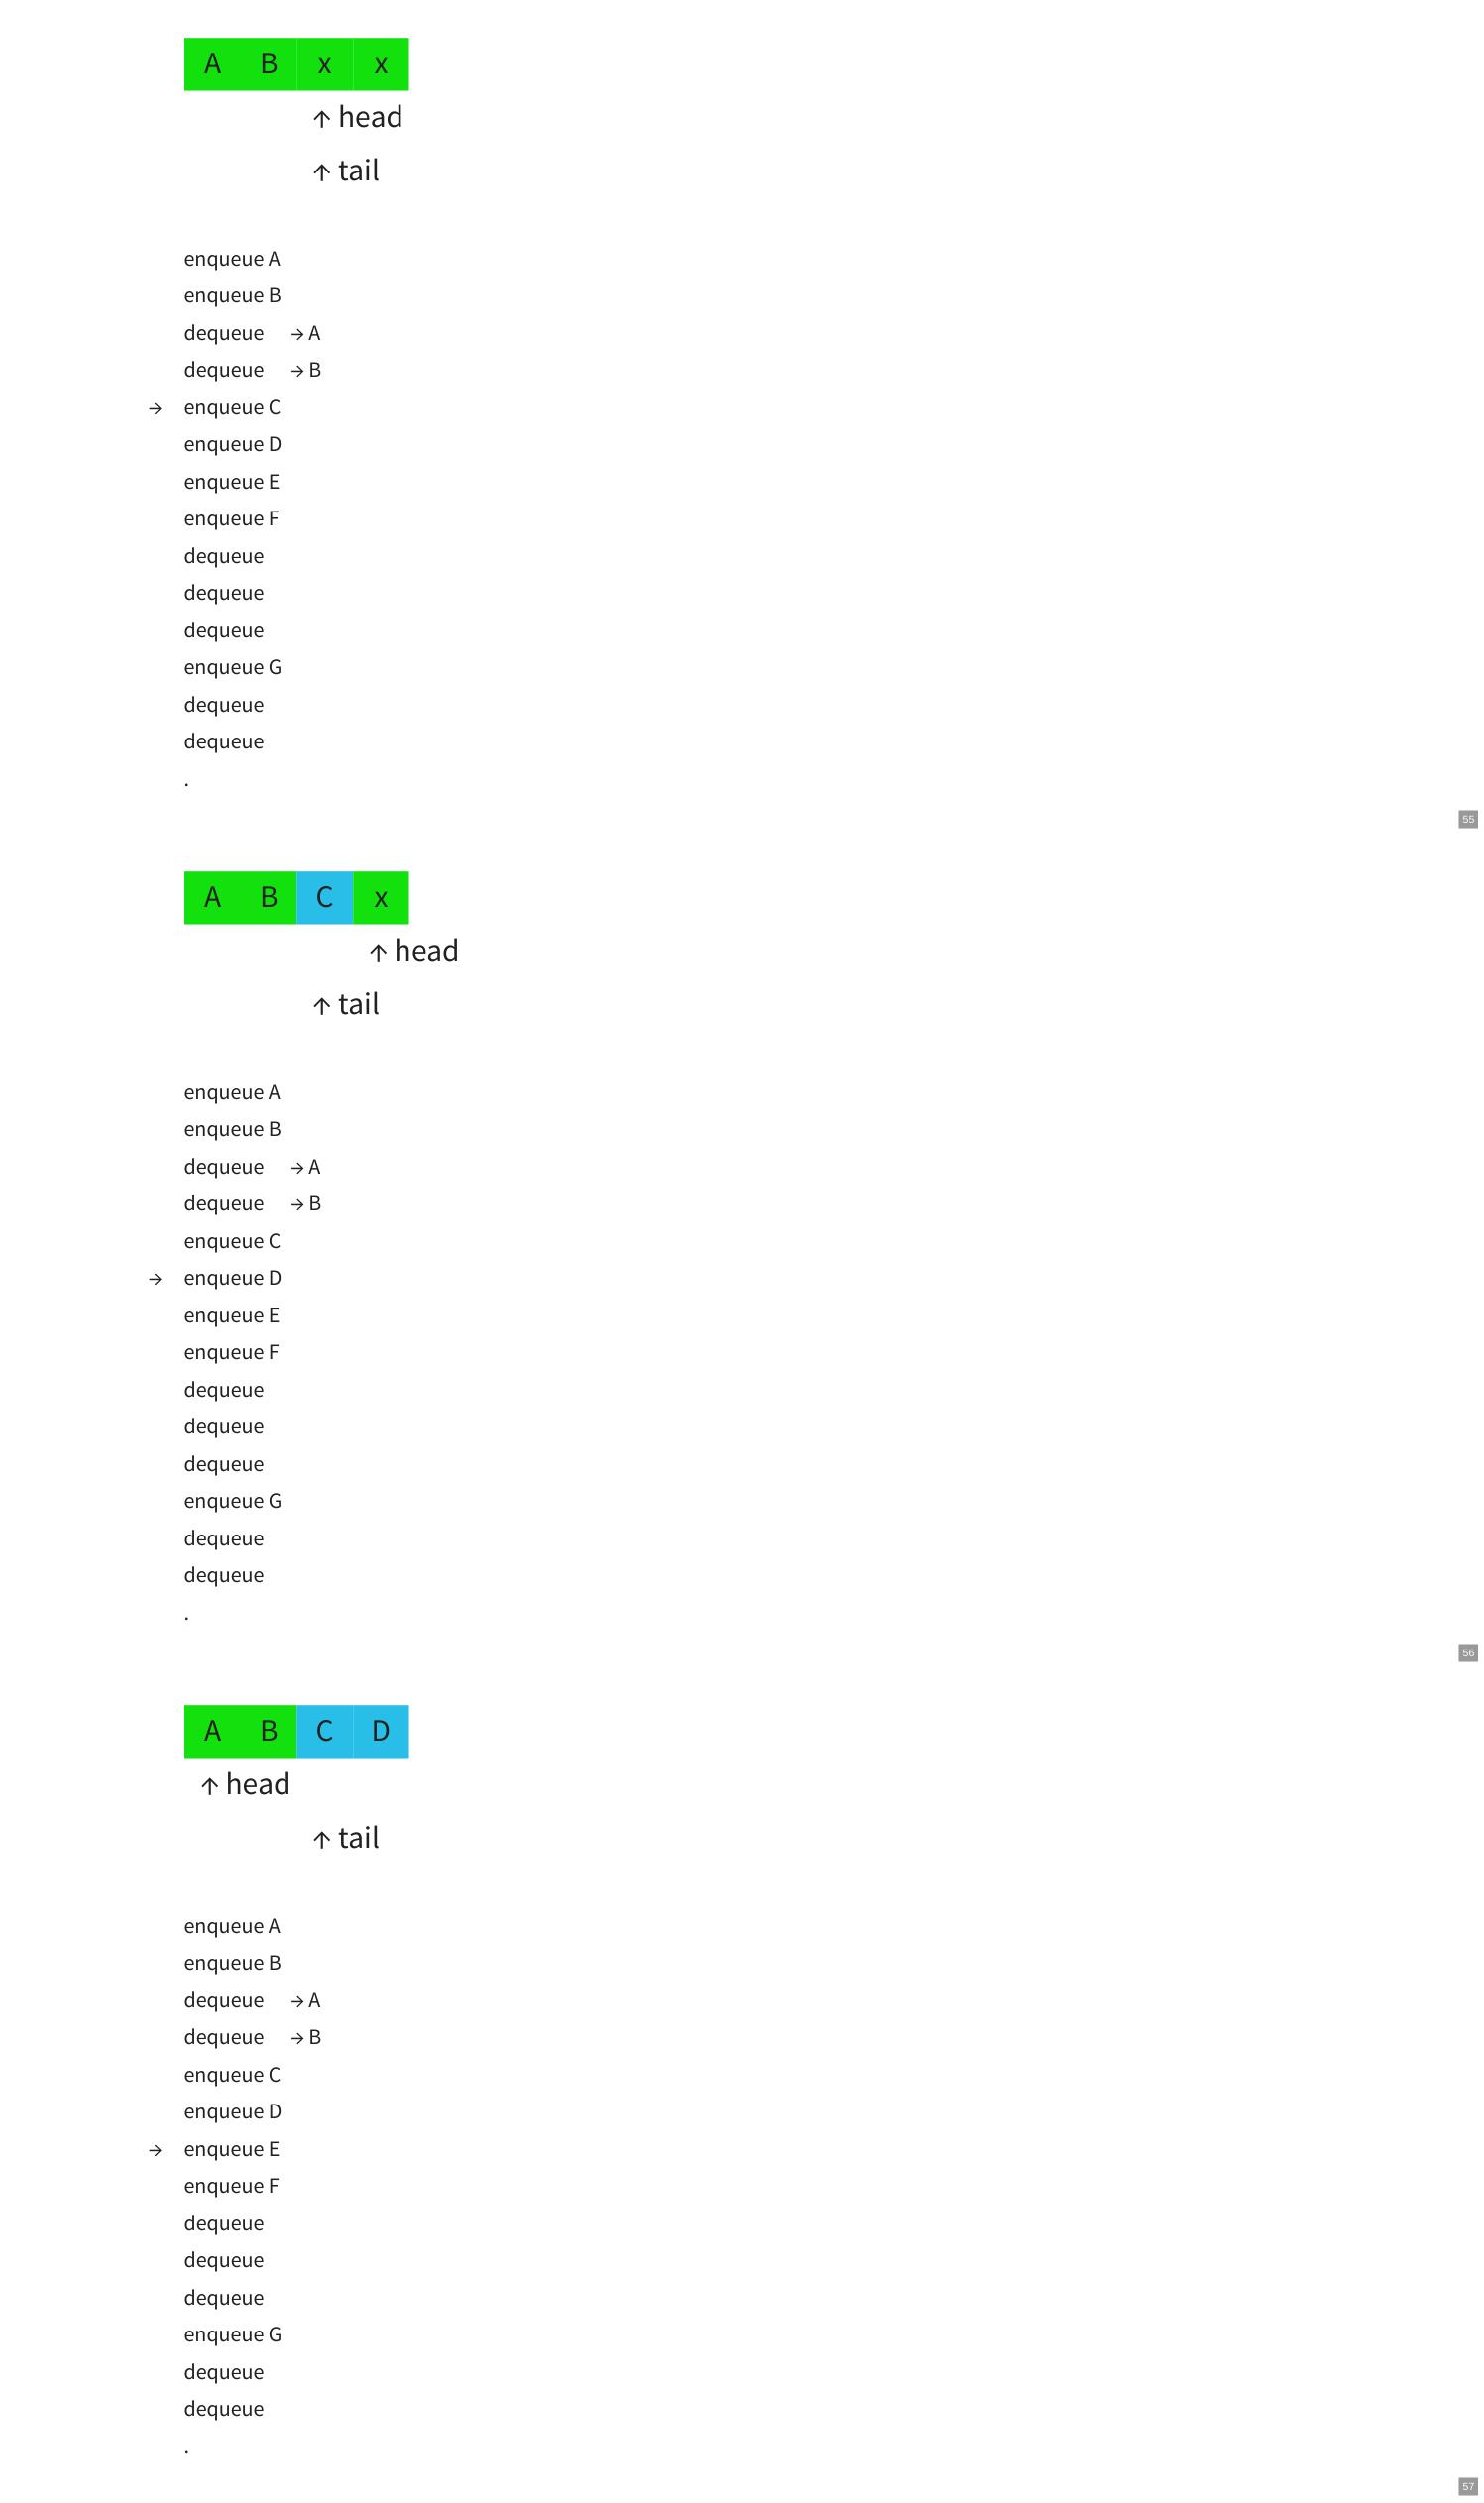 A B x x
↑ head
↑ tail
enqueue A
enqueue B
dequeue → A
dequeue → B
→ enqueue C
enqueue D
enqueue E
enqueue F
dequeue
dequeue
dequeue
enqueue G
dequeue
dequeue
.
55
A B C x
↑ head
↑ tail
enqueue A
enqueue B
dequeue → A
dequeue → B
enqueue C
→ enqueue D
enqueue E
enqueue F
dequeue
dequeue
dequeue
enqueue G
dequeue
dequeue
.
56
A B C D
↑ head
↑ tail
enqueue A
enqueue B
dequeue → A
dequeue → B
enqueue C
enqueue D
→ enqueue E
enqueue F
dequeue
dequeue
dequeue
enqueue G
dequeue
dequeue
.
57